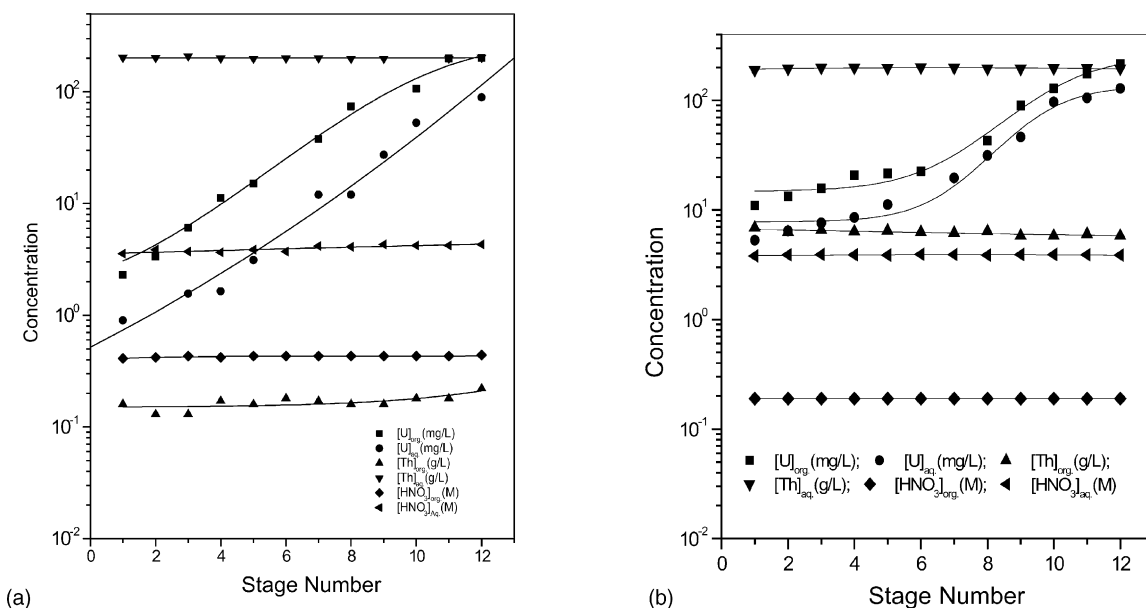 10^2
10^1
10^0
10^-1
10^-2
Concentration
[U]org.(mg/L)
[U]aq.(mg/L)
[Th]org.(g/L)
[Th]aq.(g/L)
[HNO3]org.(M)
[HNO3]Aq.(M)
0 2 4 6 8 10 12
Stage Number
(a)
10^2
10^1
10^0
10^-1
10^-2
Concentration
[U]org.(mg/L); [U]aq.(mg/L); [Th]org.(g/L);
[Th]aq.(g/L); [HNO3]org.(M); [HNO3]aq.(M)
0 2 4 6 8 10 12
Stage Number
(b)